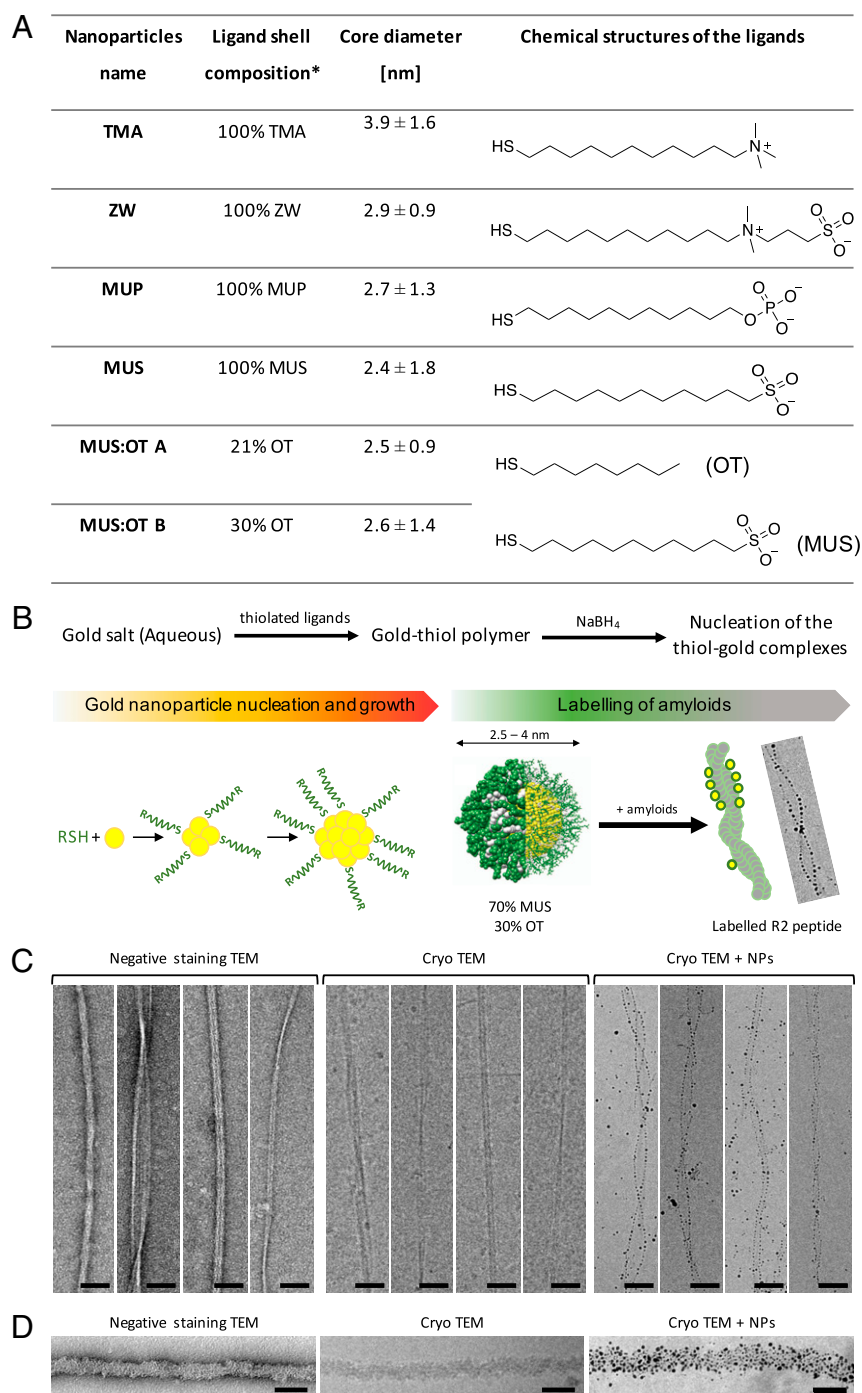 A
Nanoparticles name
Ligand shell composition*
Core diameter [nm]
Chemical structures of the ligands
TMA 100% TMA 3.9 ± 1.6
HS N+
ZW 100% ZW 2.9 ± 0.9
HS N+ O O S O−
MUP 100% MUP 2.7 ± 1.3
HS O O P O− O−
MUS 100% MUS 2.4 ± 1.8
HS O S O O−
MUS:OT A 21% OT 2.5 ± 0.9
HS (OT)
MUS:OT B 30% OT 2.6 ± 1.4
HS O S O O− (MUS)
B
Gold salt (Aqueous) thiolated ligands Gold-thiol polymer NaBH4 Nucleation of the
thiol-gold complexes
Gold nanoparticle nucleation and growth
Labelling of amyloids
2.5 – 4 nm
RSH +
R S S R S R
R S R S S R R S S R R S S R S R
+ amyloids
70% MUS
30% OT
Labelled R2 peptide
C
Negative staining TEM Cryo TEM Cryo TEM + NPs
D
Negative staining TEM Cryo TEM Cryo TEM + NPs